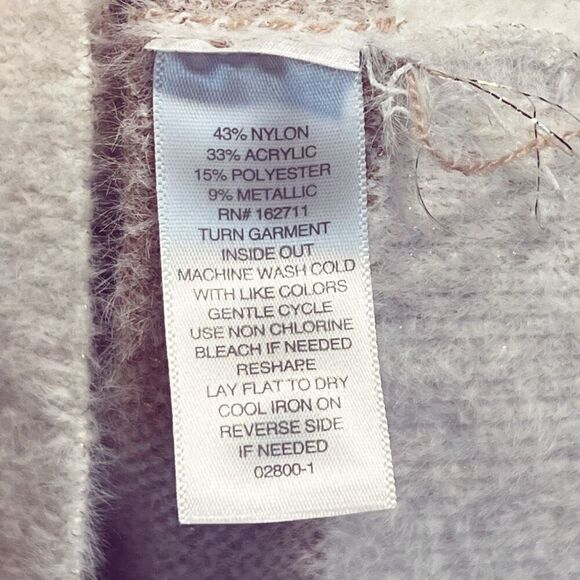 43% NYLON
33% ACRYLIC
15% POLYESTER
9% METALLIC
RN# 162711
TURN GARMENT
INSIDE OUT
MACHINE WASH COLD
WITH LIKE COLORS
GENTLE CYCLE
USE NON CHLORINE
BLEACH IF NEEDED
RESHAPE
LAY FLAT TO DRY
COOL IRON ON
REVERSE SIDE
IF NEEDED
02800-1